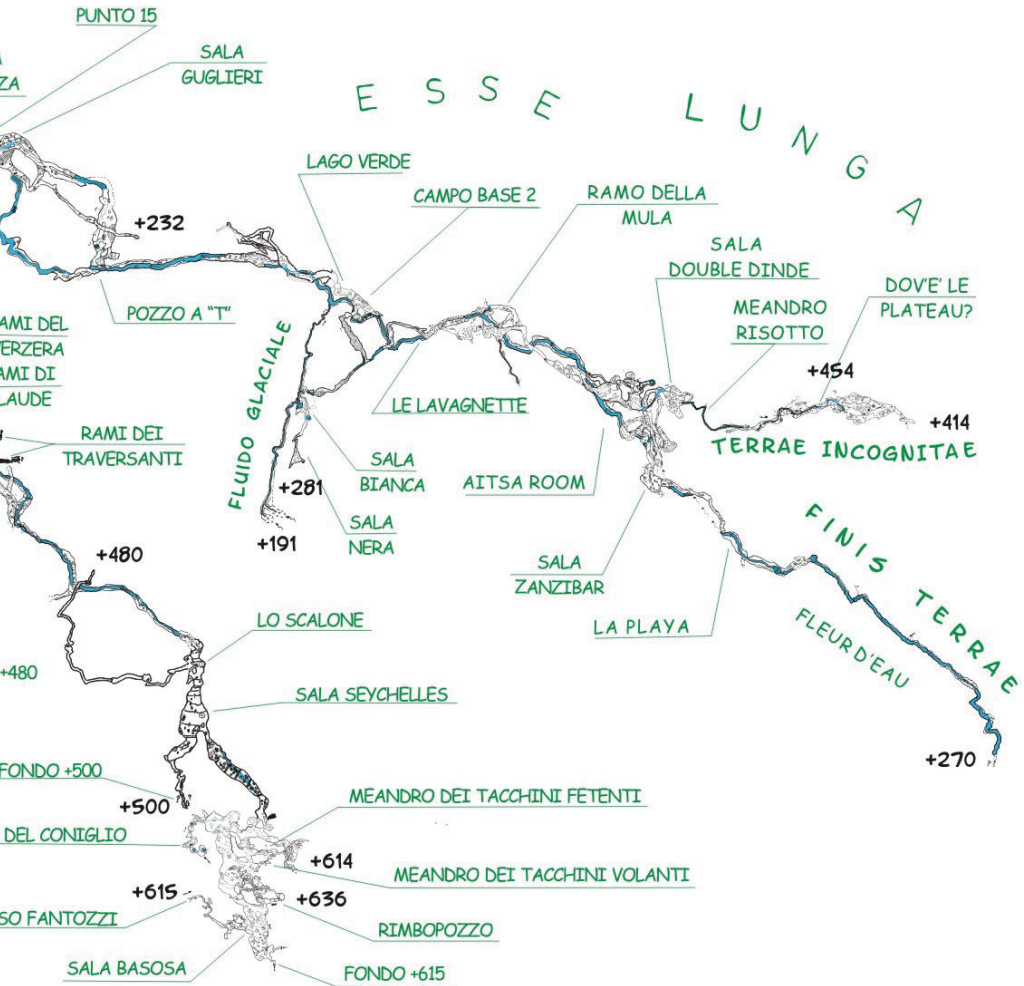 PUNTO 15
SALA
GUGLIERI
ESSE LUNGA
LAGO VERDE
CAMPO BASE 2
RAMO DELLA
MULA
+232
SALA
DOUBLE DINDE
DOV'E' LE
PLATEAU?
MEANDRO
RISOTTO
POZZO A "T"
AMI DEL
VERZERA
AMI DI
LAUDE
FLUIDO GLACIALE
+454
LE LAVAGNETTE
+414
TERRAE INCOGNITAE
RAMI DEI
TRAVERSANTI
SALA
BIANCA
AITSA ROOM
+281
SALA
NERA
+191
FINIS TERRAE
+480
SALA
ZANZIBAR
LO SCALONE
LA PLAYA
FLEUR D'EAU
+480
SALA SEYCHELLES
+270
??
FONDO +500
+500
MEANDRO DEI TACCHINI FETENTI
DEL CONIGLIO
+614
MEANDRO DEI TACCHINI VOLANTI
+615
+636
SO FANTOZZI
RIMBOPOZZO
SALA BASOSA
FONDO +615